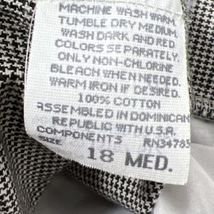 MACHINE WASH WARM.
TUMBLE DRY MEDIUM.
WASH DARK AND RED
COLORS SEPARATELY.
ONLY NON-CHLORINE
BLEACH WHEN NEEDED.
WARM IRON IF DESIRED.
100% COTTON
ASSEMBLED IN DOMINICAN
REPUBLIC WITH U.S.A.
COMPONENTS RN34785
SIZE 18 MED.